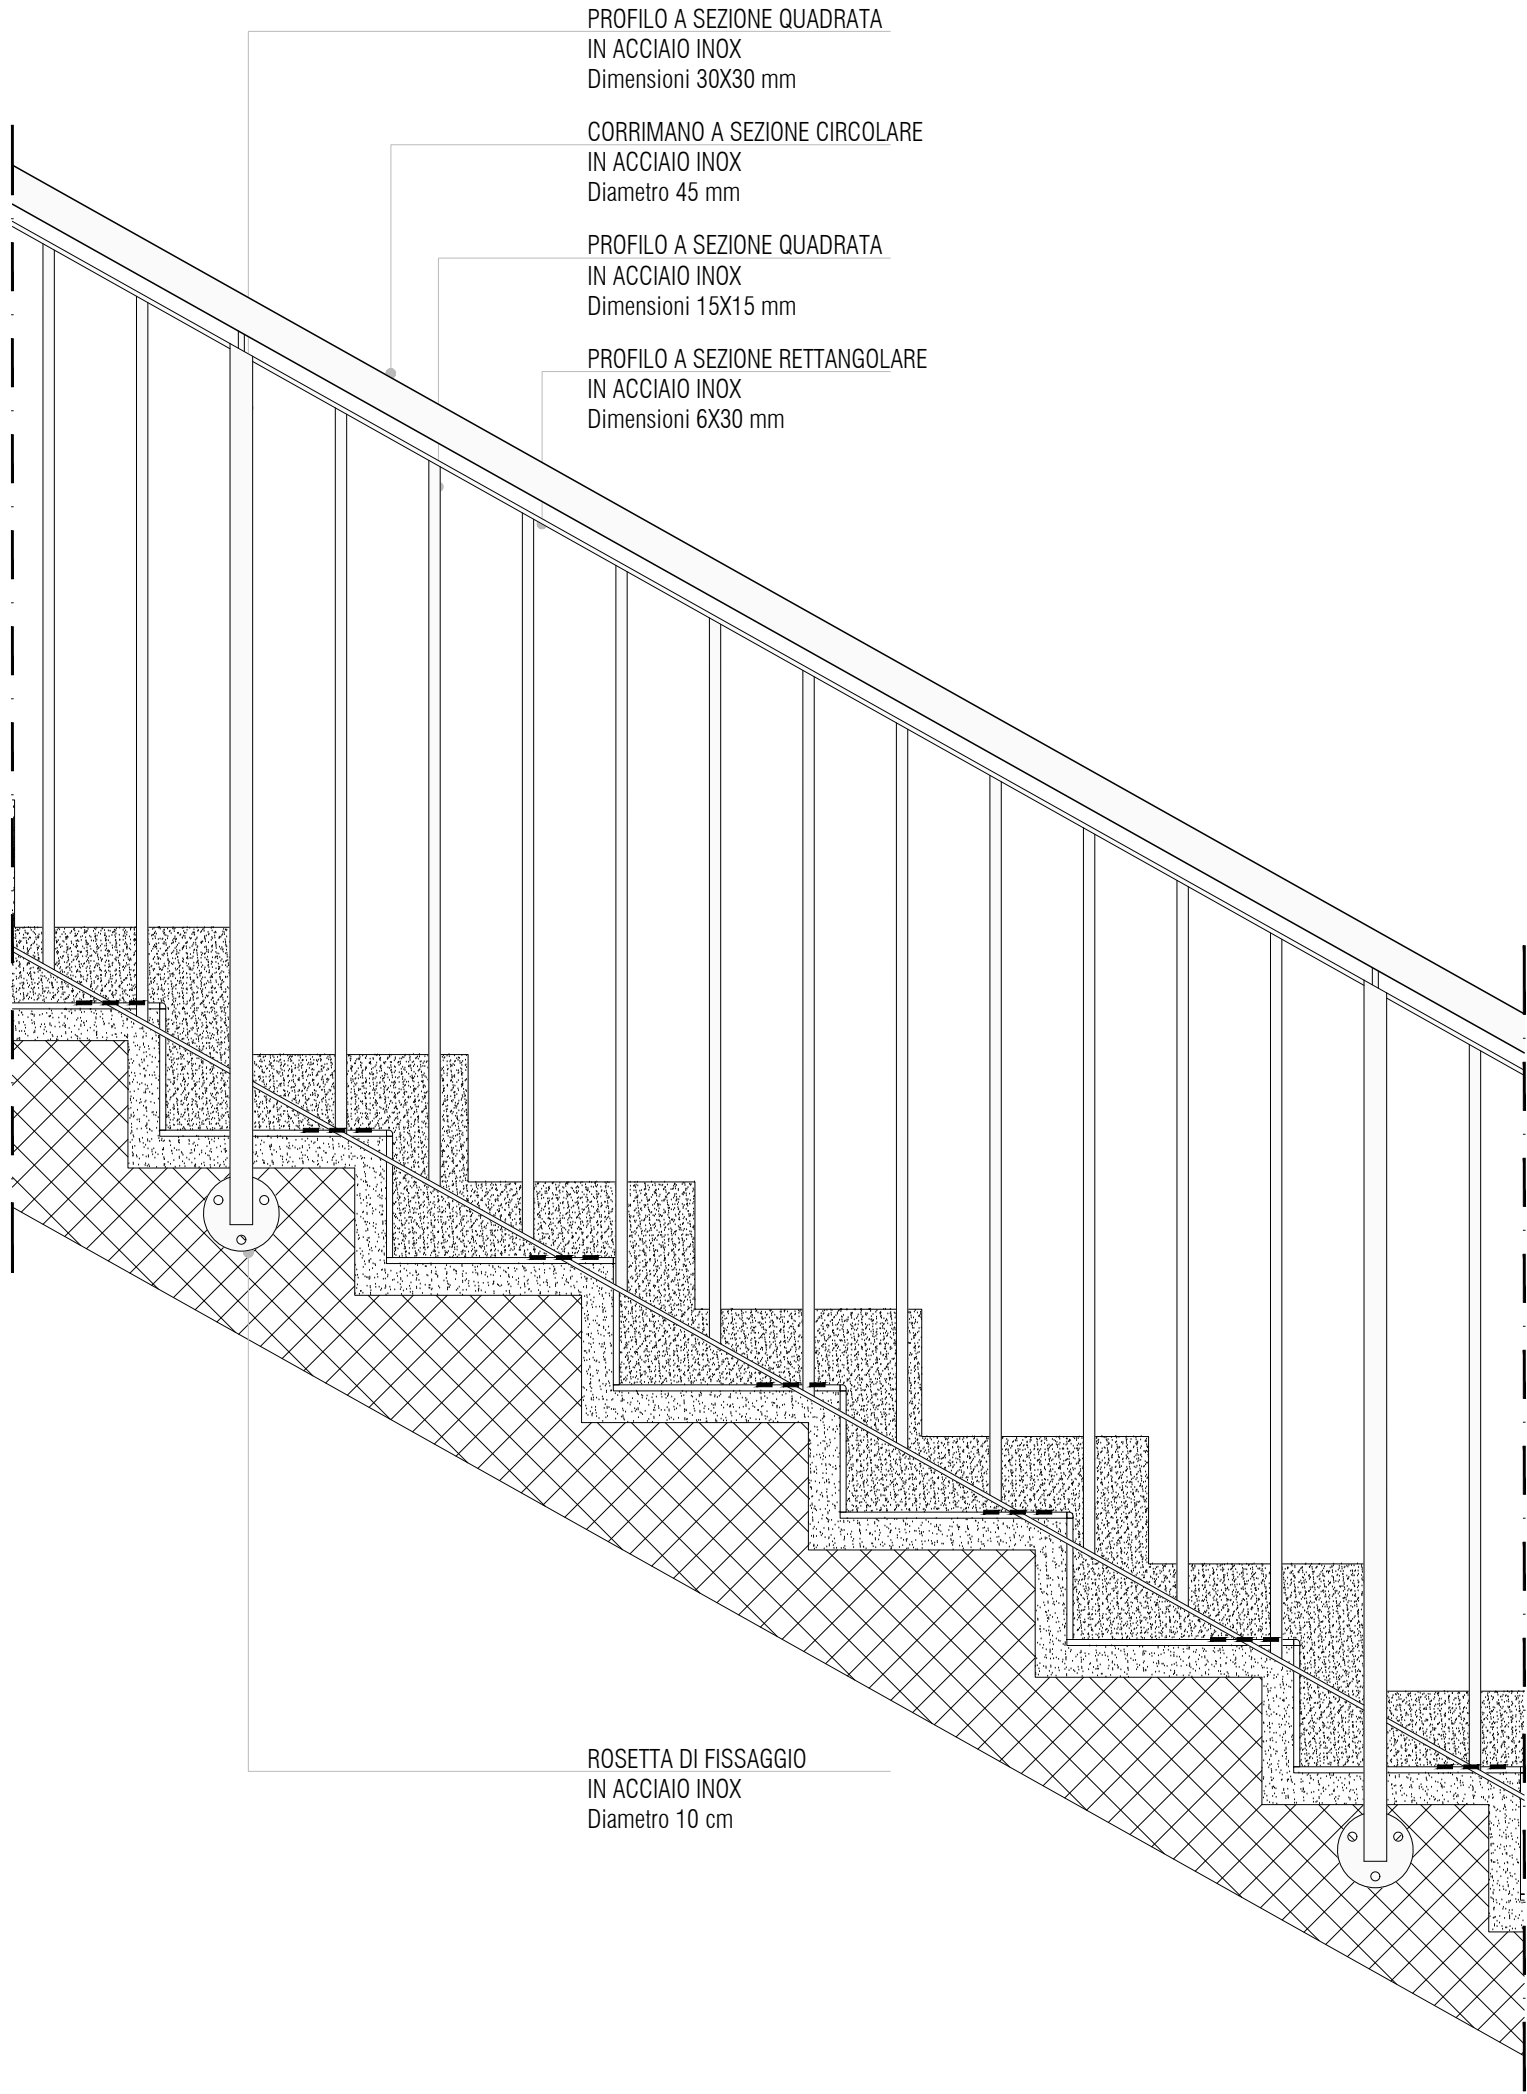 PROFILO A SEZIONE QUADRATA
IN ACCIAIO INOX
Dimensioni 30X30 mm
CORRIMANO A SEZIONE CIRCOLARE
IN ACCIAIO INOX
Diametro 45 mm
PROFILO A SEZIONE QUADRATA
IN ACCIAIO INOX
Dimensioni 15X15 mm
PROFILO A SEZIONE RETTANGOLARE
IN ACCIAIO INOX
Dimensioni 6X30 mm
ROSETTA DI FISSAGGIO
IN ACCIAIO INOX
Diametro 10 cm